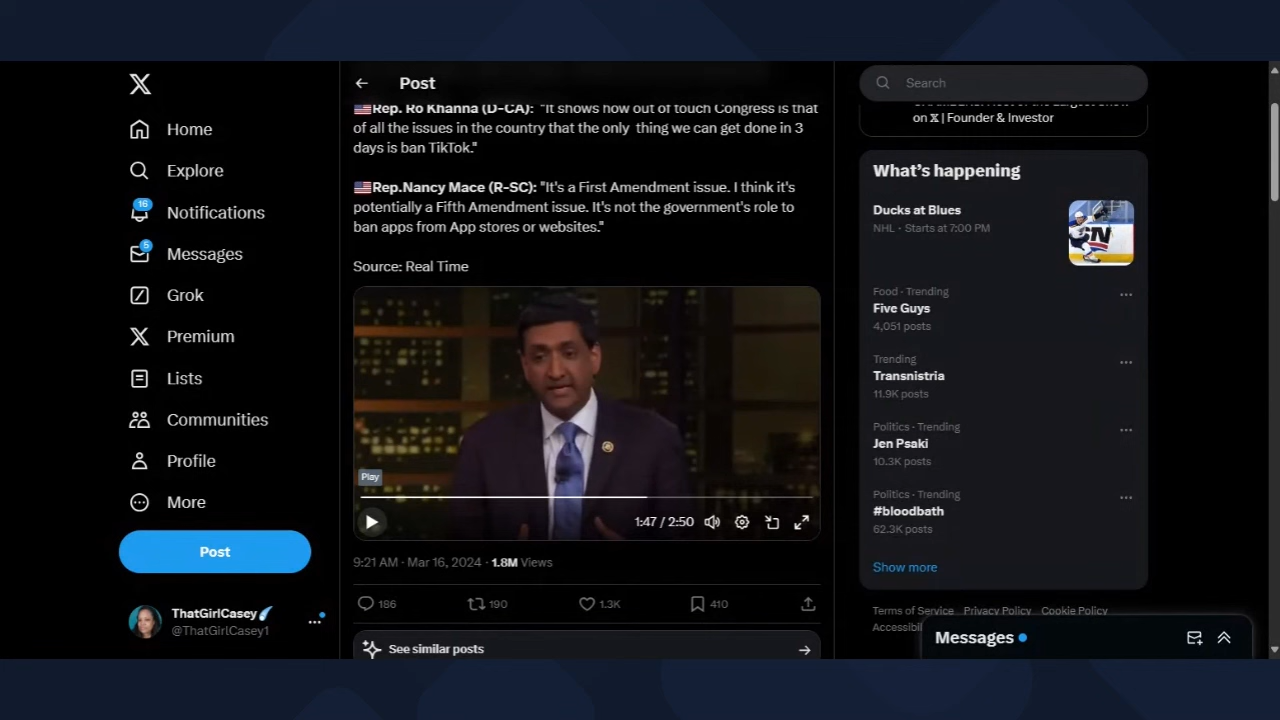 Home
Explore
16
Notifications
5
Messages
Grok
Premium
Lists
Communities
Profile
More
Post
ThatGirlCasey
@ThatGirlCasey1
Post
Rep. Ro Khanna (D-CA): "It shows how out of touch Congress is that
of all the issues in the country that the only thing we can get done in 3
days is ban TikTok."
Rep.Nancy Mace (R-SC): "It's a First Amendment issue. I think it's
potentially a Fifth Amendment issue. It's not the government's role to
ban apps from App stores or websites."
Source: Real Time
Play
1:47 / 2:50
9:21 AM · Mar 16, 2024 · 1.8M Views
186 190 1.3K 410
See similar posts
Search
on X | Founder & Investor
What's happening
Ducks at Blues
NHL · Starts at 7:00 PM
SN
Food · Trending
Five Guys
4,051 posts
Trending
Transnistria
11.9K posts
Politics · Trending
Jen Psaki
10.3K posts
Politics · Trending
#bloodbath
62.3K posts
Show more
Terms of Service Privacy Policy Cookie Policy
Messages